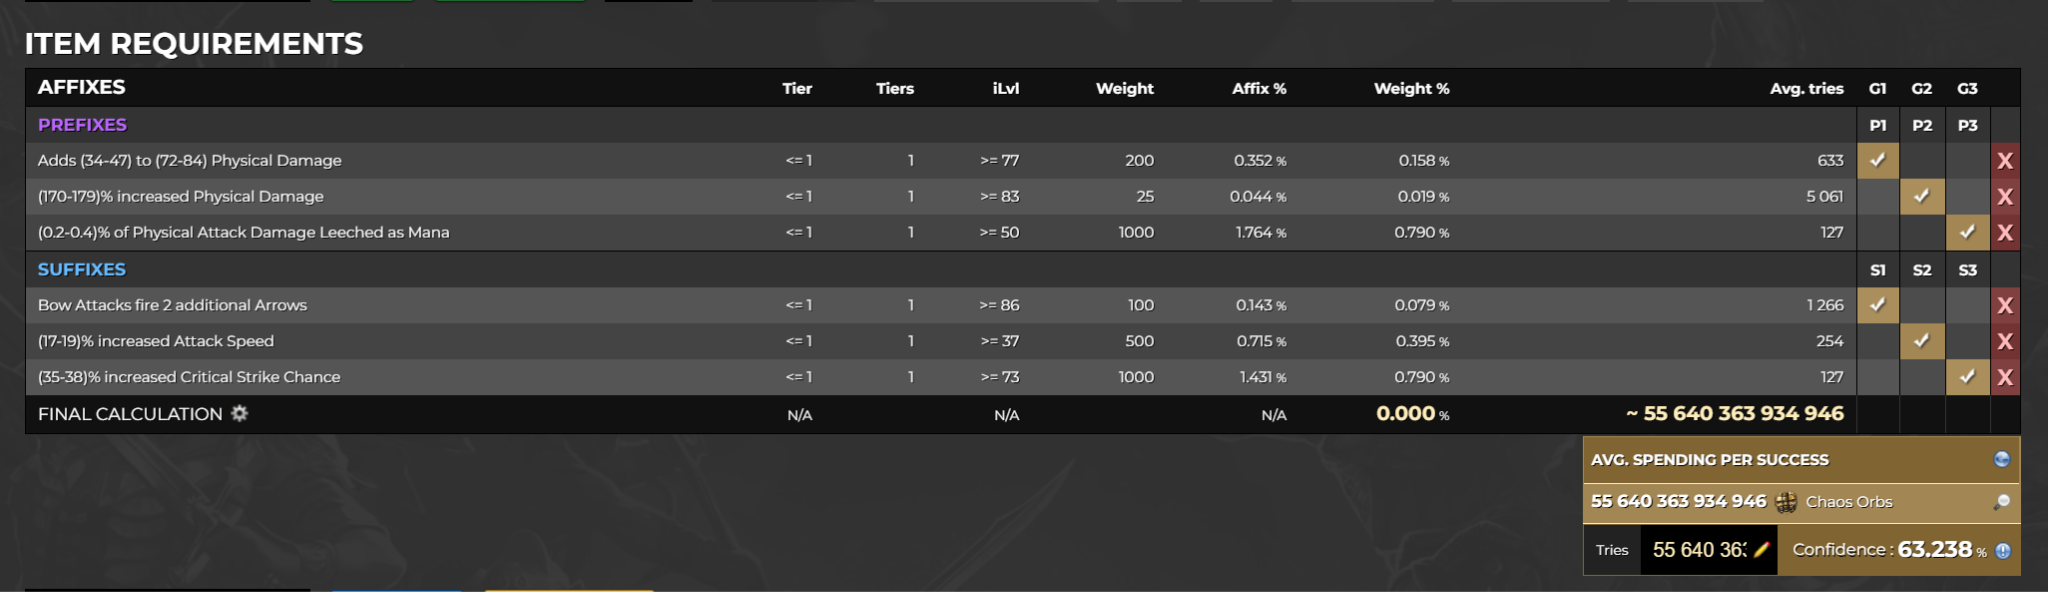 ITEM REQUIREMENTS
AFFIXES Tier Tiers iLvl Weight Affix % Weight % Avg. tries G1 G2 G3
PREFIXES P1 P2 P3
Adds (34-47) to (72-84) Physical Damage <= 1 1 >= 77 200 0.352 % 0.158 % 633 X
(170-179)% increased Physical Damage <= 1 1 >= 83 25 0.044 % 0.019 % 5 061 X
(0.2-0.4)% of Physical Attack Damage Leeched as Mana <= 1 1 >= 50 1000 1.764 % 0.790 % 127 X
SUFFIXES S1 S2 S3
Bow Attacks fire 2 additional Arrows <= 1 1 >= 86 100 0.143 % 0.079 % 1 266 X
(17-19)% increased Attack Speed <= 1 1 >= 37 500 0.715 % 0.395 % 254 X
(35-38)% increased Critical Strike Chance <= 1 1 >= 73 1000 1.431 % 0.790 % 127 X
FINAL CALCULATION N/A N/A N/A 0.000 % ~ 55 640 363 934 946
AVG. SPENDING PER SUCCESS
55 640 363 934 946 Chaos Orbs
Tries 55 640 363 Confidence : 63.238 %